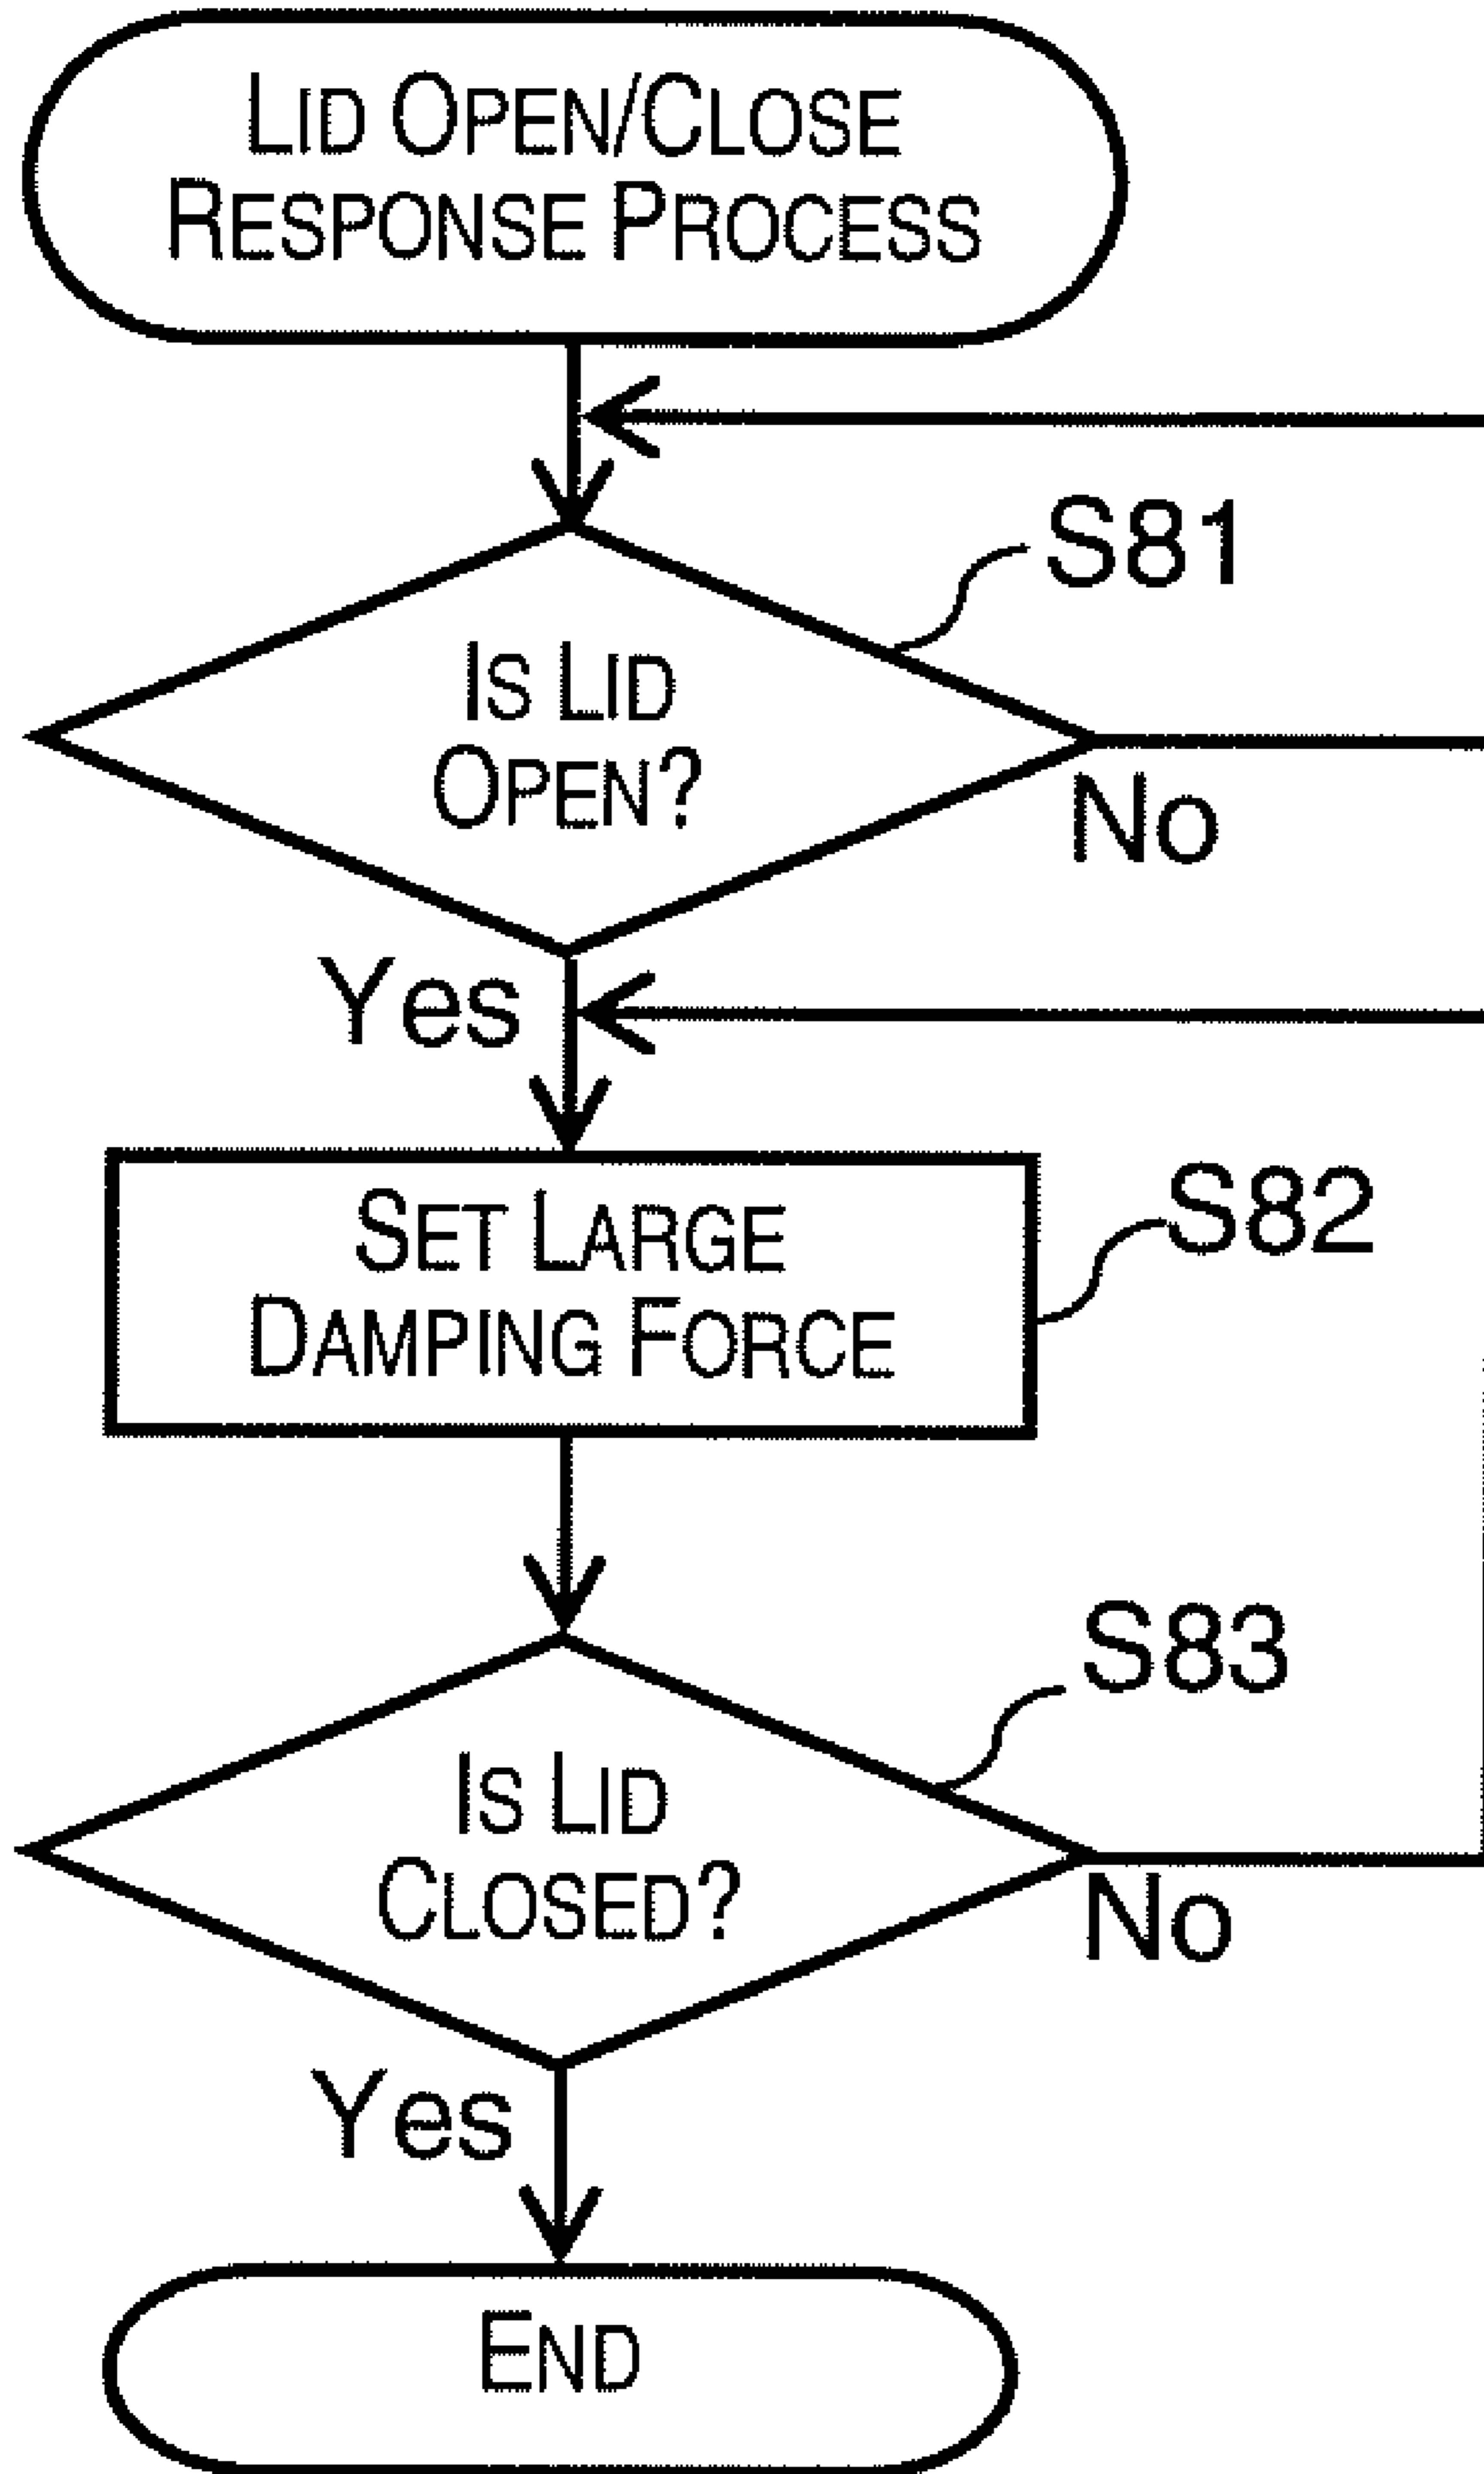 LID OPEN/CLOSE
RESPONSE PROCESS
S81
IS LID
OPEN?
No
Yes
SET LARGE
DAMPING FORCE
S82
S83
IS LID
CLOSED?
No
Yes
END